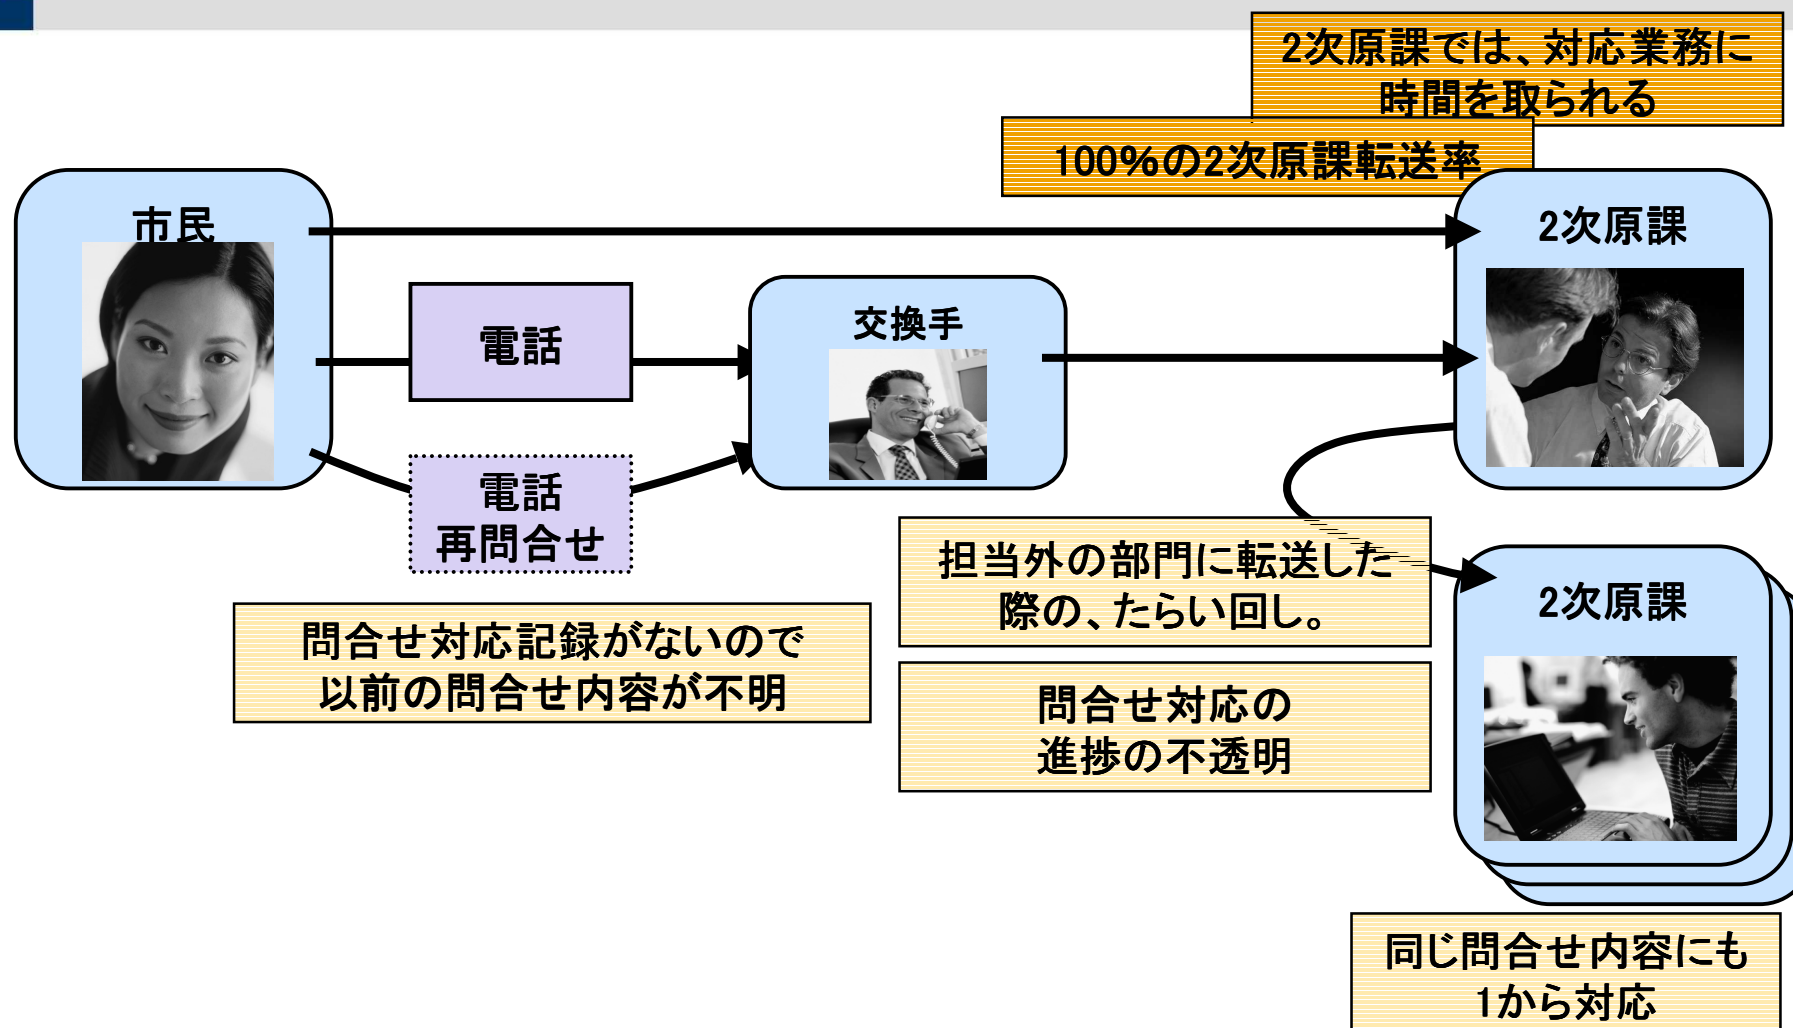 2次原課では、対応業務に
時間を取られる
100%の2次原課転送率
市民
2次原課
電話
交換手
電話
再問合せ
担当外の部門に転送した
際の、たらい回し。
2次原課
問合せ対応記録がないので
以前の問合せ内容が不明
問合せ対応の
進捗の不透明
同じ問合せ内容にも
1から対応